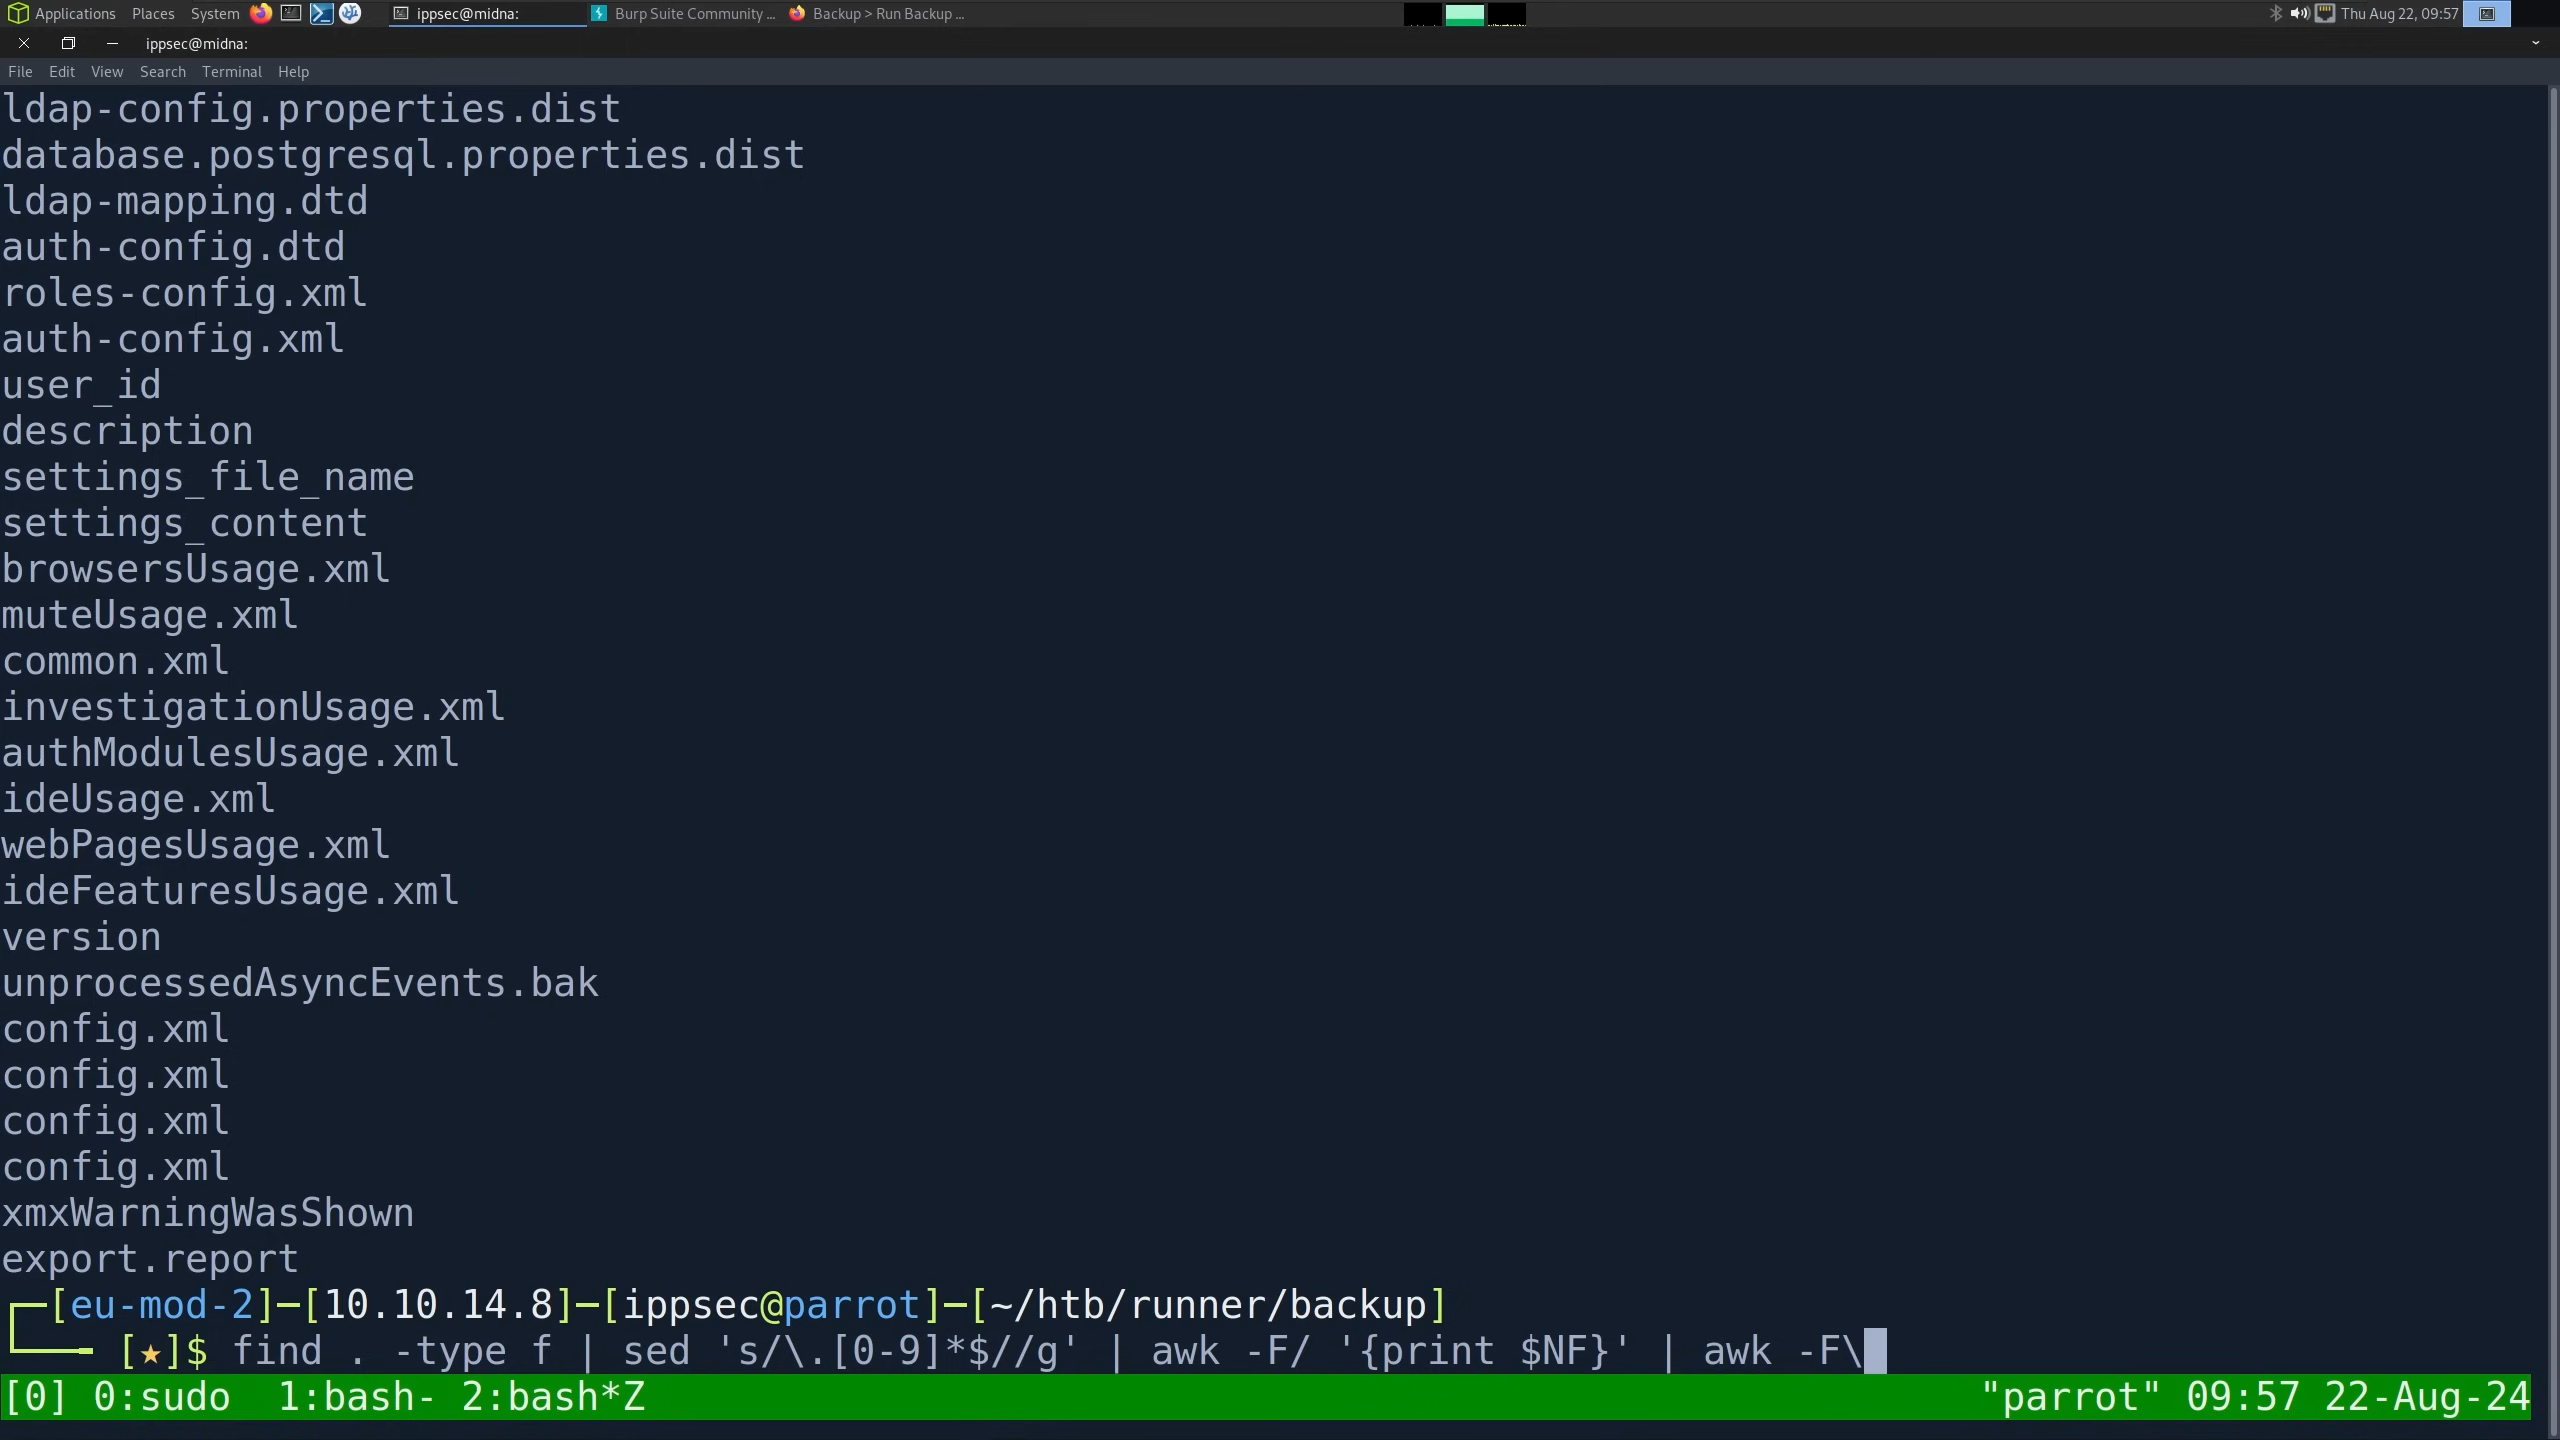 Applications Places System ippsec@midna: Burp Suite Community ... Backup > Run Backup ... Thu Aug 22, 09:57
ippsec@midna:
File Edit View Search Terminal Help
ldap-config.properties.dist
database.postgresql.properties.dist
ldap-mapping.dtd
auth-config.dtd
roles-config.xml
auth-config.xml
user_id
description
settings_file_name
settings_content
browsersUsage.xml
muteUsage.xml
common.xml
investigationUsage.xml
authModulesUsage.xml
ideUsage.xml
webPagesUsage.xml
ideFeaturesUsage.xml
version
unprocessedAsyncEvents.bak
config.xml
config.xml
config.xml
config.xml
xmxWarningWasShown
export.report
[eu-mod-2]─[10.10.14.8]─[ippsec@parrot]─[~/htb/runner/backup]
[★]$ find . -type f | sed 's/\.[0-9]*$//g' | awk -F/ '{print $NF}' | awk -F\
[0] 0:sudo 1:bash- 2:bash*Z "parrot" 09:57 22-Aug-24